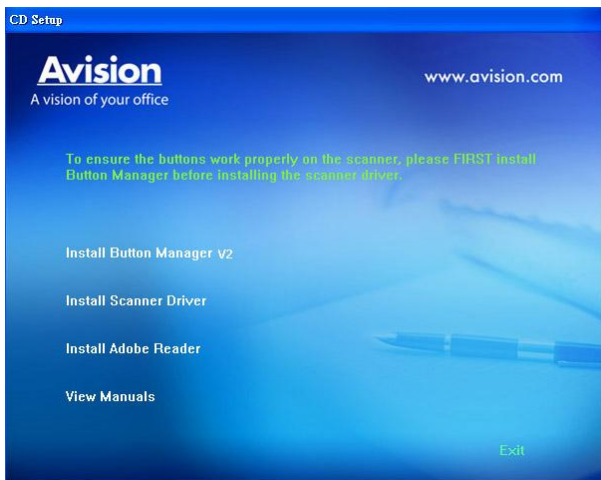 CD Setup
Avision
www.avision.com
A vision of your office
To ensure the buttons work properly on the scanner, please FIRST install
Button Manager before installing the scanner driver.
Install Button Manager V2
Install Scanner Driver
Install Adobe Reader
View Manuals
Exit